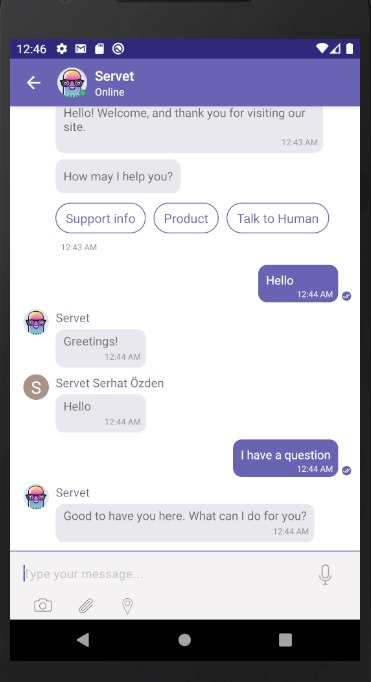 12:46
Servet
Online
Hello! Welcome, and thank you for visiting our
site.
12:43 AM
How may I help you?
Support info
Product
Talk to Human
12:43 AM
Hello
12:44 AM
Servet
Greetings!
12:44 AM
S
Servet Serhat Özden
Hello
12:44 AM
I have a question
12:44 AM
Servet
Good to have you here. What can I do for you?
12:44 AM
Type your message...